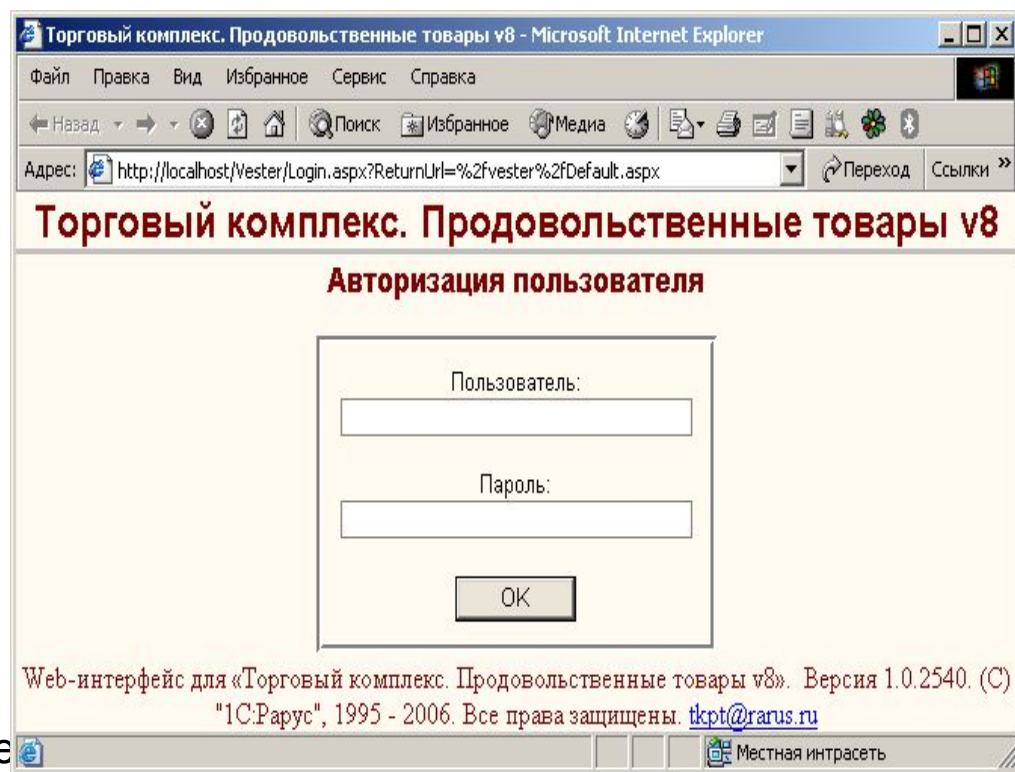 Торговый комплекс. Продовольственные товары v8 - Microsoft Internet Explorer
Файл Правка Вид Избранное Сервис Справка
Назад Поиск Избранное Медиа
Адрес: http://localhost/Vester/Login.aspx?ReturnUrl=%2fvester%2fDefault.aspx Переход Ссылки »
Торговый комплекс. Продовольственные товары v8
Авторизация пользователя
Пользователь:
Пароль:
OK
Web-интерфейс для «Торговый комплекс. Продовольственные товары v8». Версия 1.0.2540. (C)
"1С:Рарус", 1995 - 2006. Все права защищены. tkpt@rarus.ru
Местная интрасеть